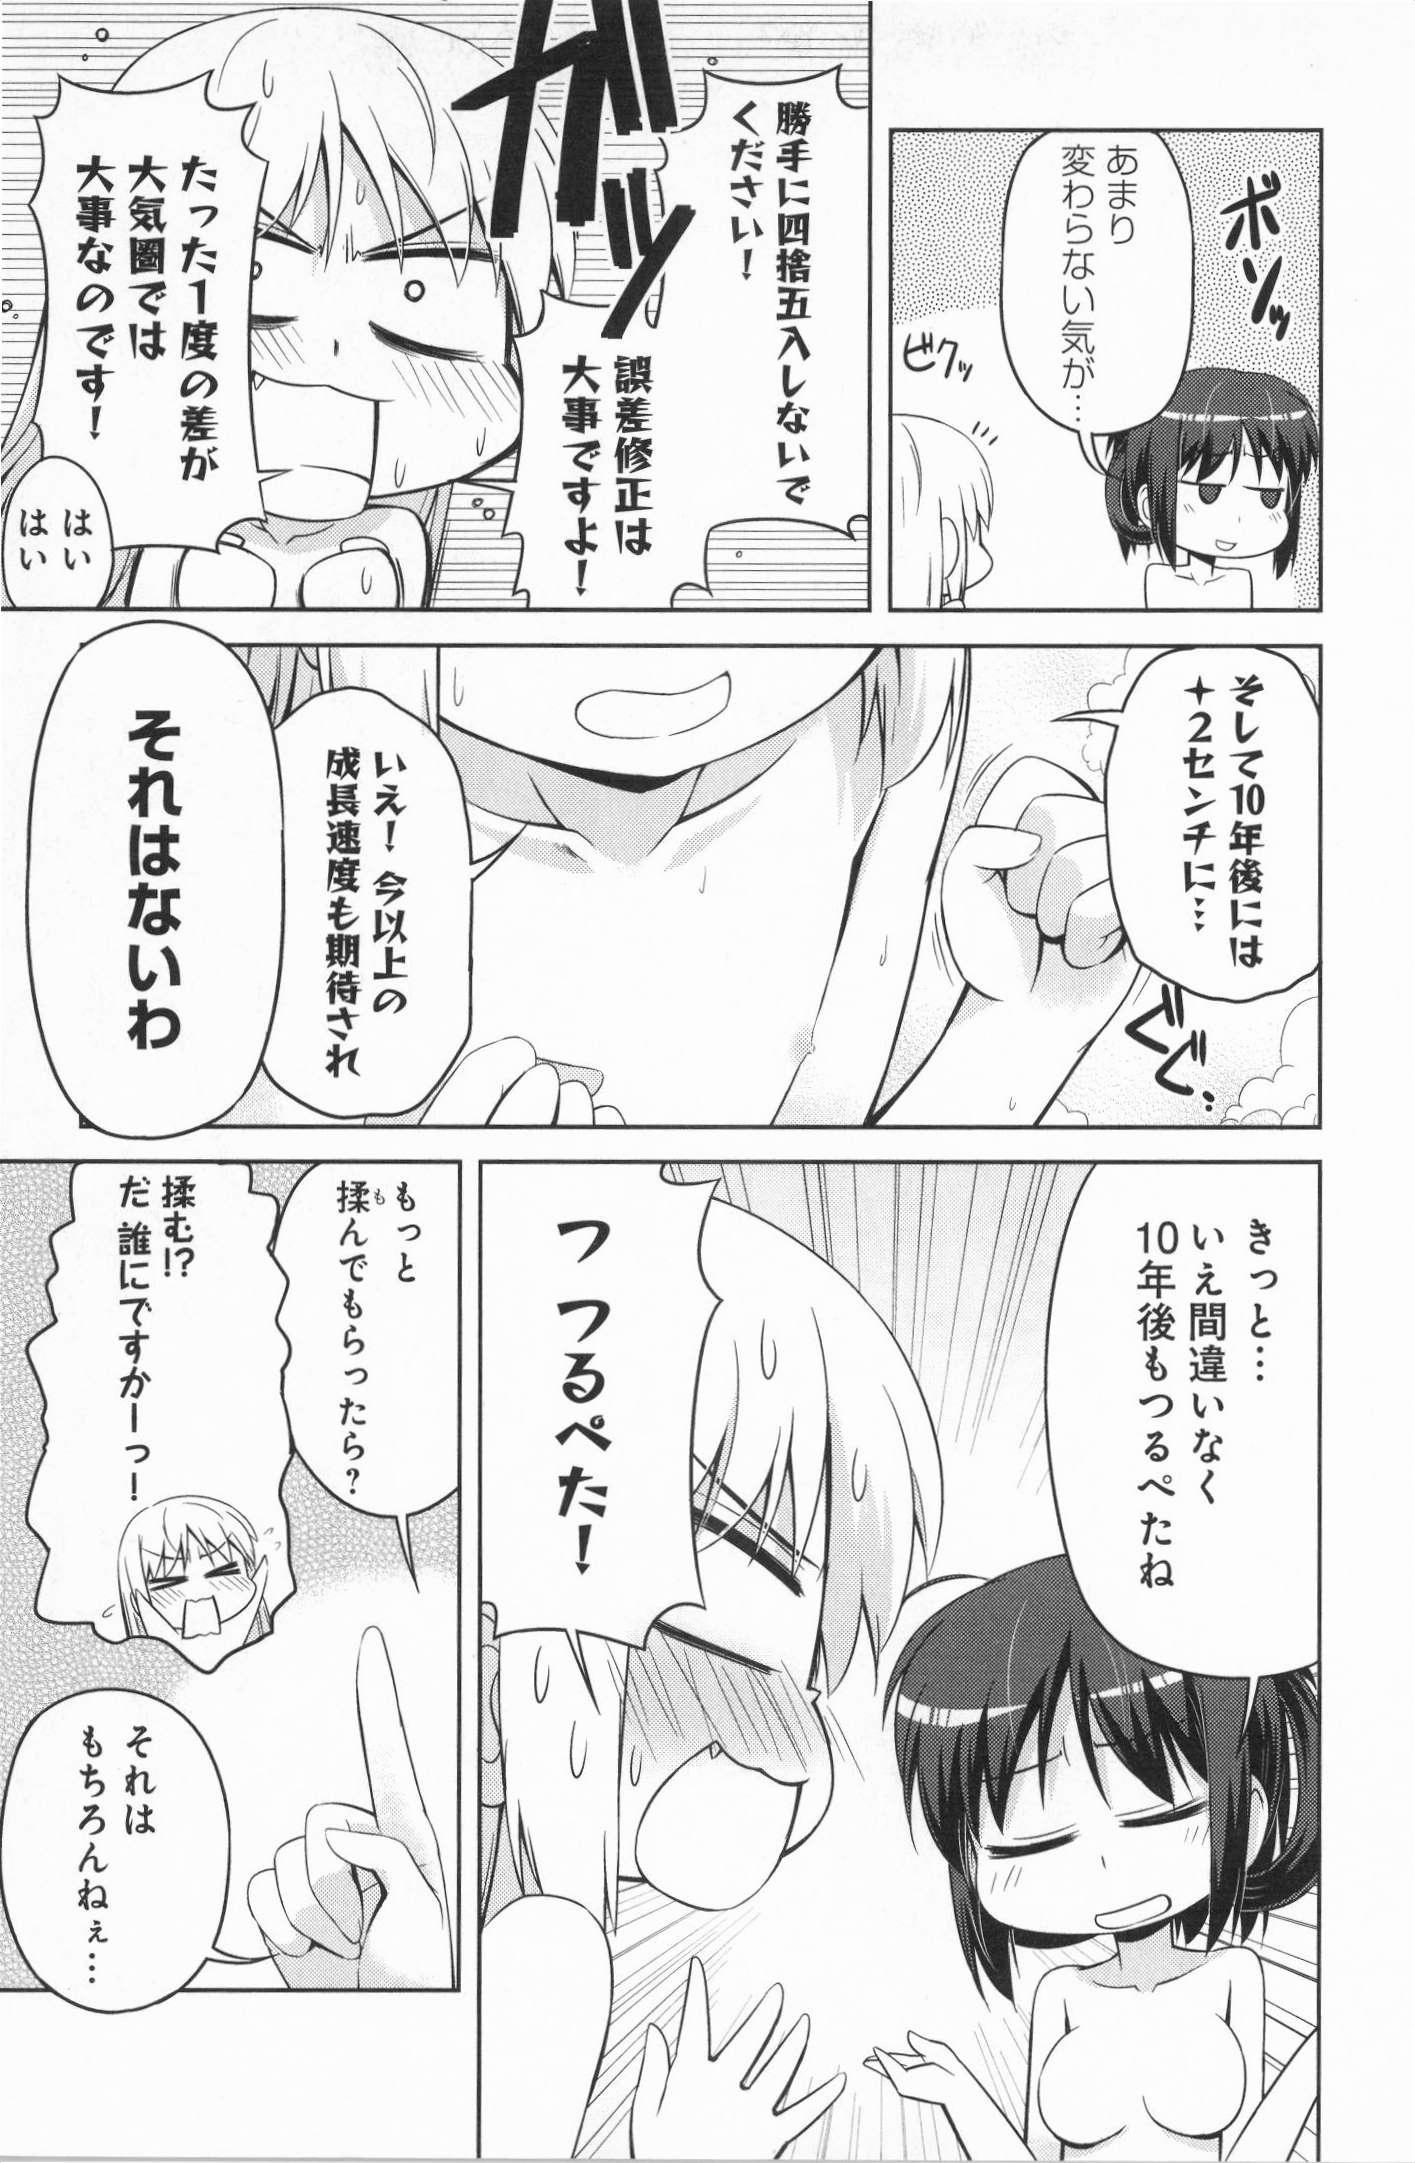 ボソッ
あまり
変わらない気が…
ビクッ
勝手に四捨五入しないで
ください！
誤差修正は
大事ですよ！
たった1度の差が
大気圏では
大事なのです！
はい
はい
そして10年後には
+2センチに…
ぐぐ…
いえ！今以上の
成長速度も期待され
それはないわ
きっと…
いえ間違いなく
10年後もつるぺたね
つつるぺた！
もっと
揉んでもらったら？
も
揉む!?
だ 誰にですかーっ！
それは
もちろんねぇ…